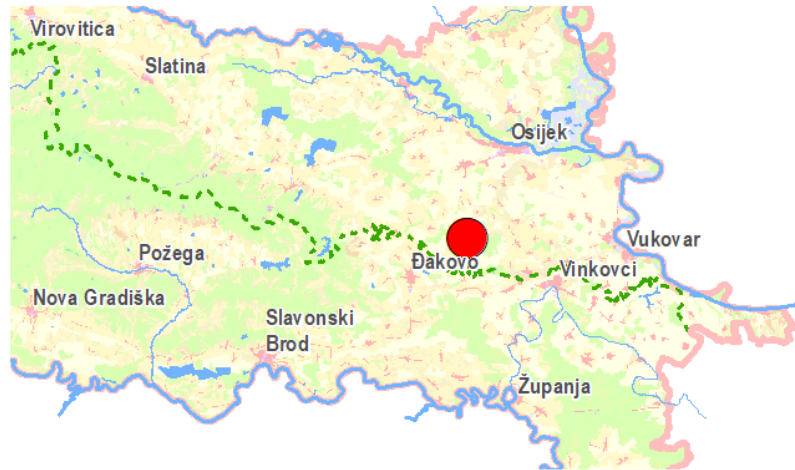 Virovitica
Slatina
Osijek
Vukovar
Požega
Đakovo
Vinkovci
Nova Gradiška
Slavonski
Brod
Županja